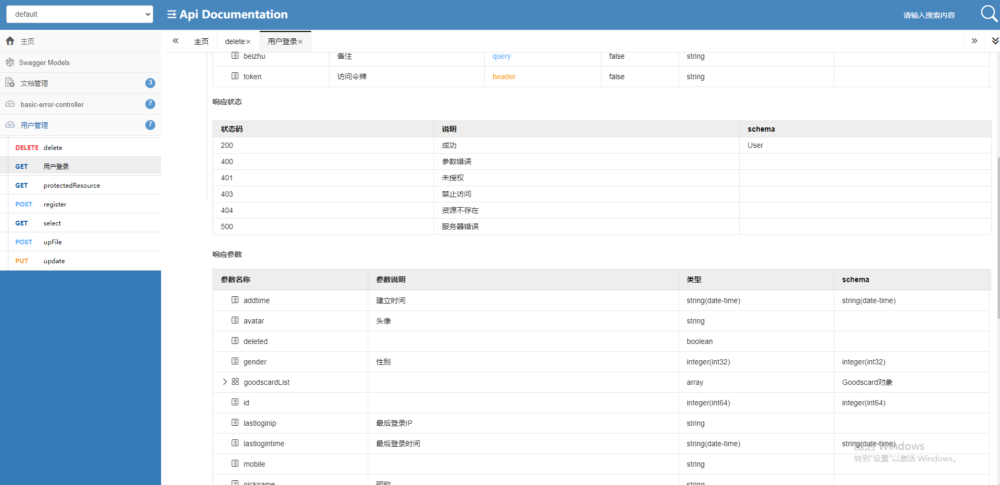 default
Api Documentation
请输入搜索内容
主页
Swagger Models
文档管理 3
basic-error-controller 7
用户管理 7
DELETE delete
GET 用户登录
GET protectedResource
POST register
GET select
POST upFile
PUT update
主页 delete× 用户登录×
beizhu 备注 query false string
token 访问令牌 header false string
响应状态
状态码 说明 schema
200 成功 User
400 参数错误
401 未授权
403 禁止访问
404 资源不存在
500 服务器错误
响应参数
参数名称 参数说明 类型 schema
addtime 建立时间 string(date-time) string(date-time)
avatar 头像 string
deleted boolean
gender 性别 integer(int32) integer(int32)
goodscardList array Goodscard对象
id integer(int64) integer(int64)
lastloginip 最后登录IP string
lastlogintime 最后登录时间 string(date-time) string(date-time)
mobile string
nickname 昵称 string
激活 Windows
转到"设置"以激活 Windows。